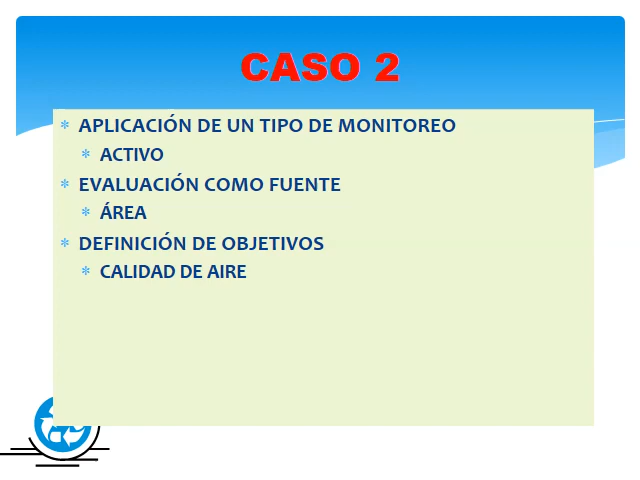 CASO 2
* APLICACIÓN DE UN TIPO DE MONITOREO
* ACTIVO
* EVALUACIÓN COMO FUENTE
* ÁREA
* DEFINICIÓN DE OBJETIVOS
* CALIDAD DE AIRE